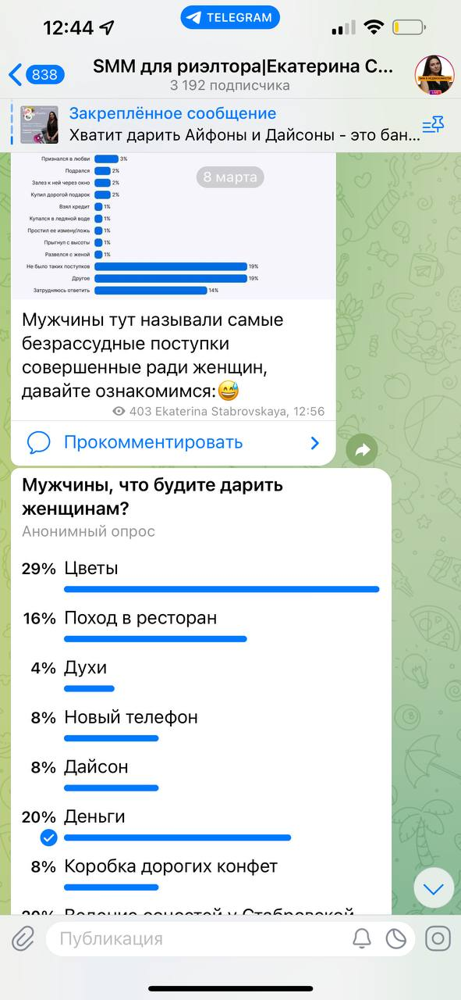 12:44
TELEGRAM
838
SMM для риэлтора|Екатерина С...
3 192 подписчика
Закреплённое сообщение
Хватит дарить Айфоны и Дайсоны - это бан...
8 марта
Признался в любви 3%
Подрался 2%
Залез к ней через окно 2%
Купил дорогой подарок 2%
Взял кредит 1%
Купался в ледяной воде 1%
Простил ее измену/ложь 1%
Прыгнул с высоты 1%
Развелся с женой 1%
Не было таких поступков 19%
Другое 19%
Затрудняюсь ответить 14%
Мужчины тут называли самые
безрассудные поступки
совершенные ради женщин,
давайте ознакомимся:😅
403 Ekaterina Stabrovskaya, 12:56
Прокомментировать
Мужчины, что будите дарить
женщинам?
Анонимный опрос
29% Цветы
16% Поход в ресторан
4% Духи
8% Новый телефон
8% Дайсон
20% Деньги
8% Коробка дорогих конфет
20% Ведение соцсетей у Стабровской
Публикация